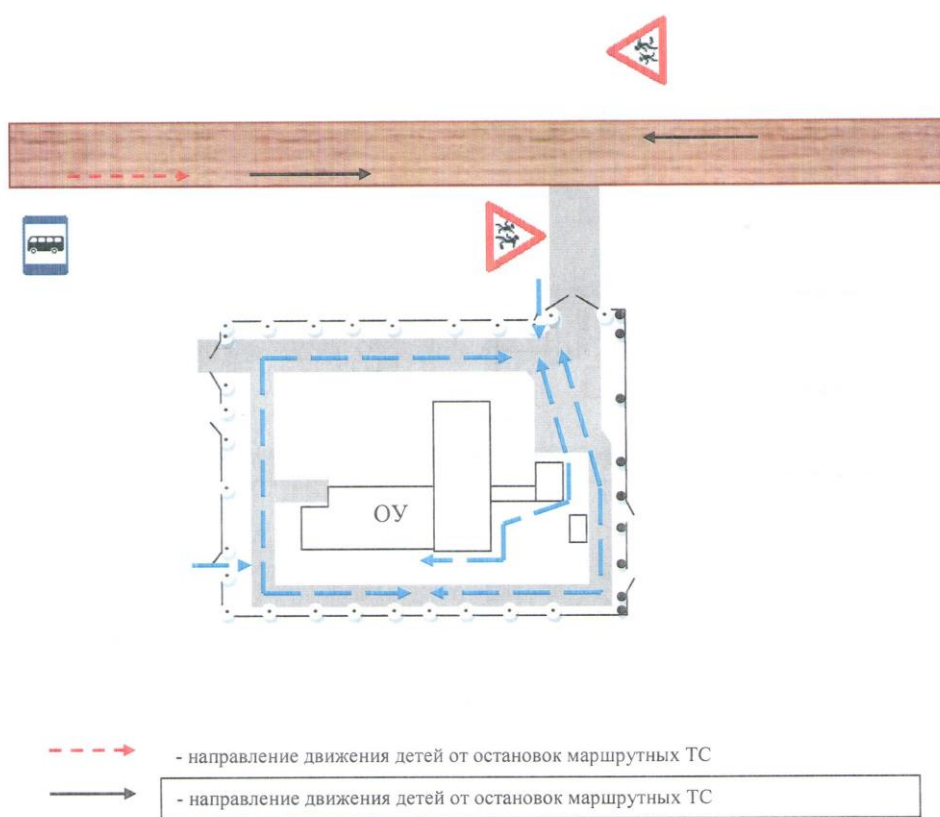 ОУ
- направление движения детей от остановок маршрутных ТС
- направление движения детей от остановок маршрутных ТС